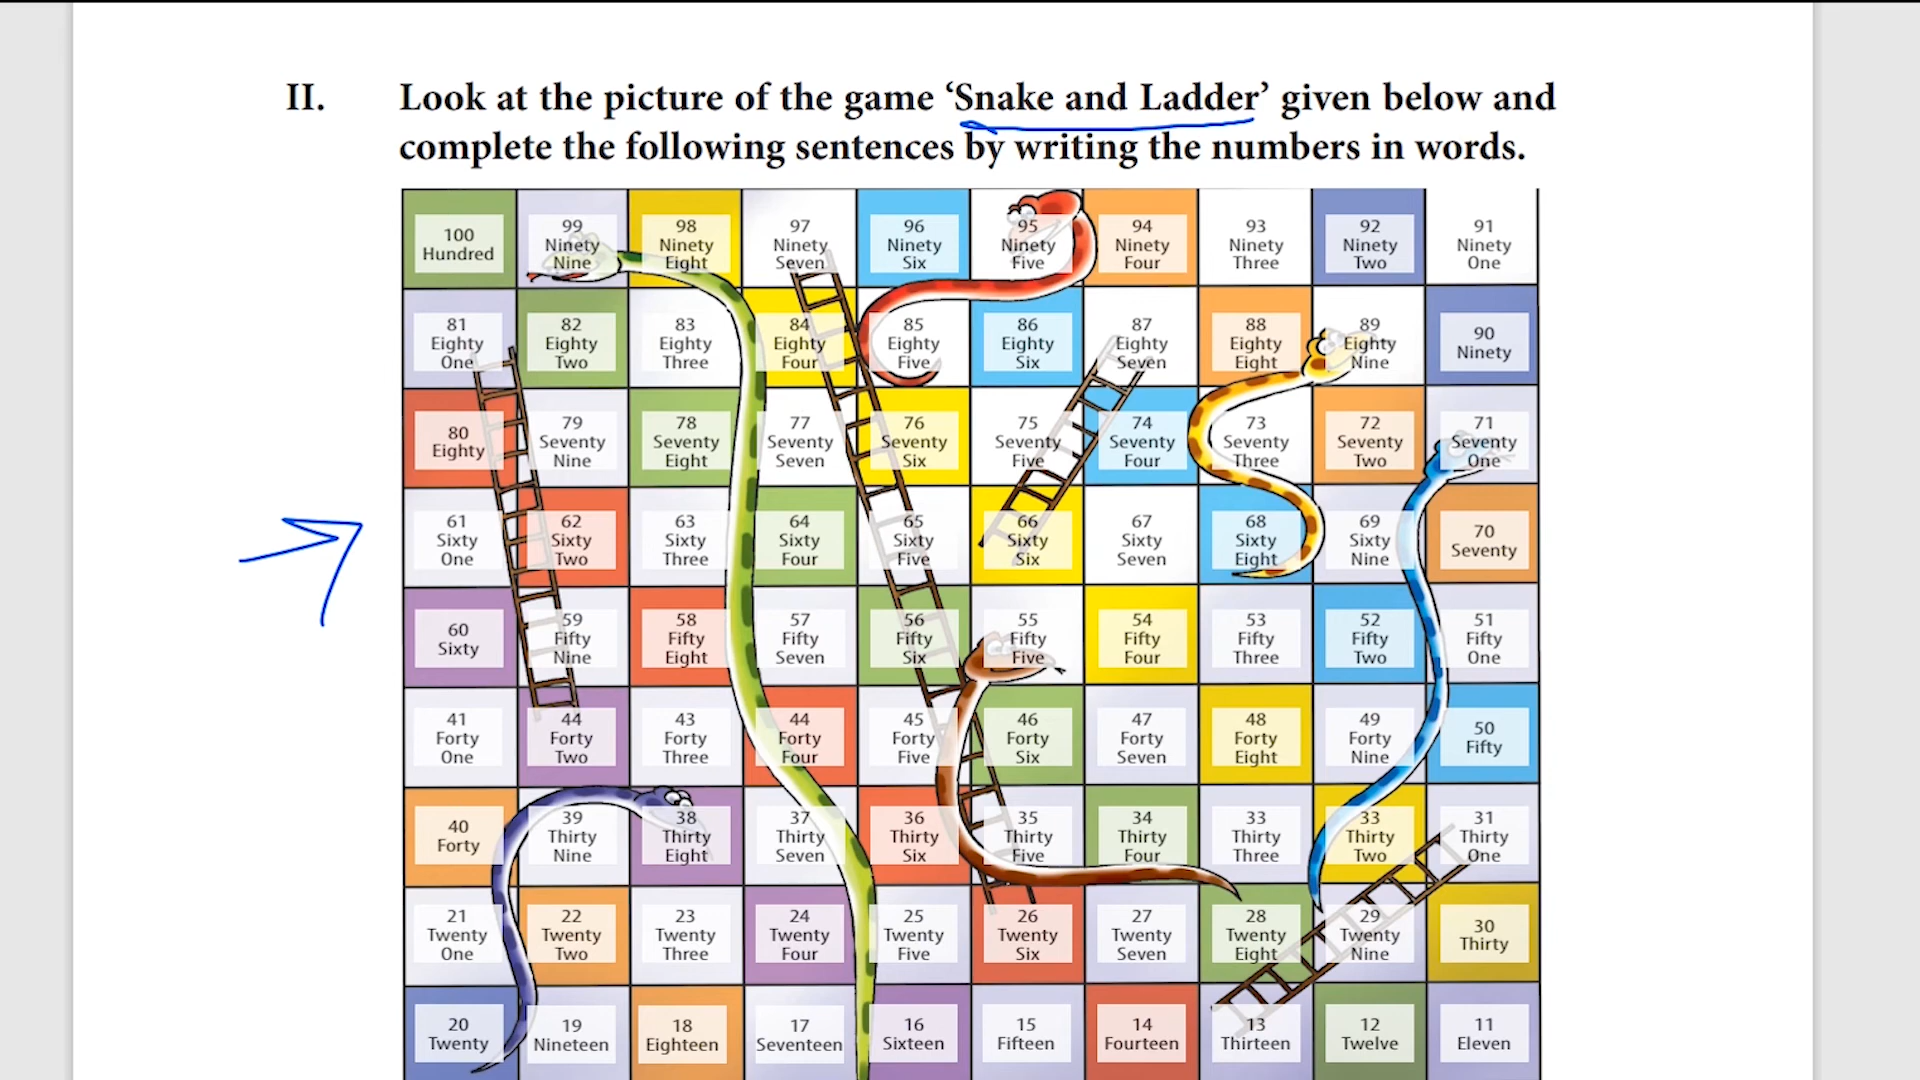 II. Look at the picture of the game ‘Snake and Ladder’ given below and
complete the following sentences by writing the numbers in words.
100 Hundred
99 Ninety Nine
98 Ninety Eight
97 Ninety Seven
96 Ninety Six
95 Ninety Five
94 Ninety Four
93 Ninety Three
92 Ninety Two
91 Ninety One
81 Eighty One
82 Eighty Two
83 Eighty Three
84 Eighty Four
85 Eighty Five
86 Eighty Six
87 Eighty Seven
88 Eighty Eight
89 Eighty Nine
90 Ninety
80 Eighty
79 Seventy Nine
78 Seventy Eight
77 Seventy Seven
76 Seventy Six
75 Seventy Five
74 Seventy Four
73 Seventy Three
72 Seventy Two
71 Seventy One
61 Sixty One
62 Sixty Two
63 Sixty Three
64 Sixty Four
65 Sixty Five
66 Sixty Six
67 Sixty Seven
68 Sixty Eight
69 Sixty Nine
70 Seventy
60 Sixty
59 Fifty Nine
58 Fifty Eight
57 Fifty Seven
56 Fifty Six
55 Fifty Five
54 Fifty Four
53 Fifty Three
52 Fifty Two
51 Fifty One
41 Forty One
44 Forty Two
43 Forty Three
44 Forty Four
45 Forty Five
46 Forty Six
47 Forty Seven
48 Forty Eight
49 Forty Nine
50 Fifty
40 Forty
39 Thirty Nine
38 Thirty Eight
37 Thirty Seven
36 Thirty Six
35 Thirty Five
34 Thirty Four
33 Thirty Three
33 Thirty Two
31 Thirty One
21 Twenty One
22 Twenty Two
23 Twenty Three
24 Twenty Four
25 Twenty Five
26 Twenty Six
27 Twenty Seven
28 Twenty Eight
29 Twenty Nine
30 Thirty
20 Twenty
19 Nineteen
18 Eighteen
17 Seventeen
16 Sixteen
15 Fifteen
14 Fourteen
13 Thirteen
12 Twelve
11 Eleven